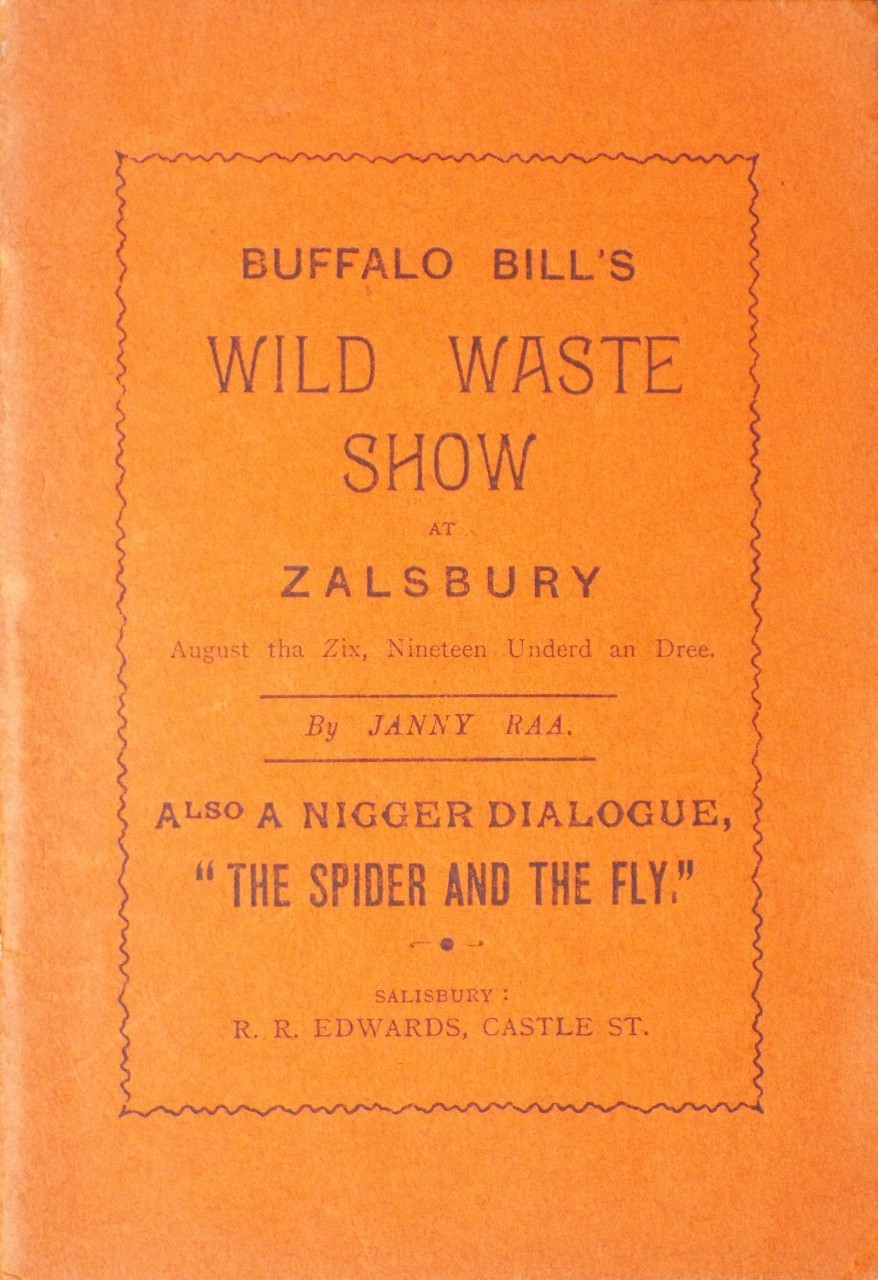 BUFFALO BILL'S
WILD WASTE
SHOW
AT
ZALSBURY
August tha Zix, Nineteen Underd an Dree.
By JANNY RAA.
ALSO A NIGGER DIALOGUE,
"THE SPIDER AND THE FLY."
SALISBURY:
R. R. EDWARDS, CASTLE ST.